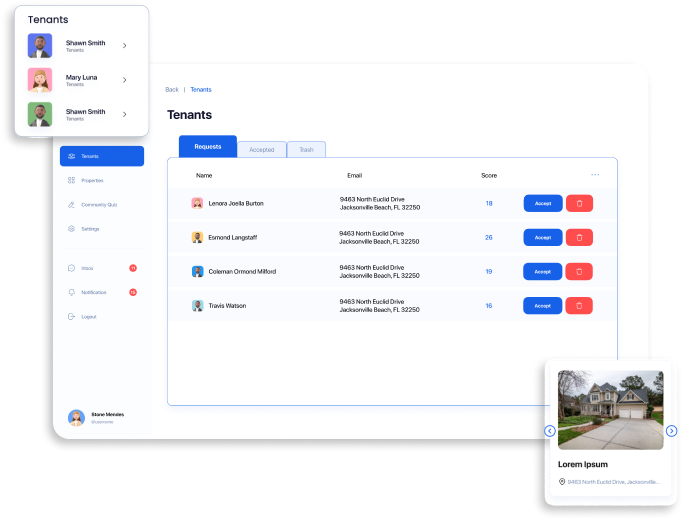 Tenants
Shawn Smith
Tenants
Mary Luna
Tenants
Shawn Smith
Tenants
Back | Tenants
Tenants
Requests
Accepted
Trash
Name Email Score
Lenora Joella Burton
9463 North Euclid Drive
Jacksonville Beach, FL 32250
18
Accept
Esmond Langstaff
9463 North Euclid Drive
Jacksonville Beach, FL 32250
26
Accept
Coleman Ormond Milford
9463 North Euclid Drive
Jacksonville Beach, FL 32250
19
Accept
Travis Watson
9463 North Euclid Drive
Jacksonville Beach, FL 32250
16
Accept
Tenants
Properties
Community Quiz
Settings
Inbox
Notification
Logout
Stone Mendes
@username
Lorem Ipsum
9463 North Euclid Drive, Jacksonville...